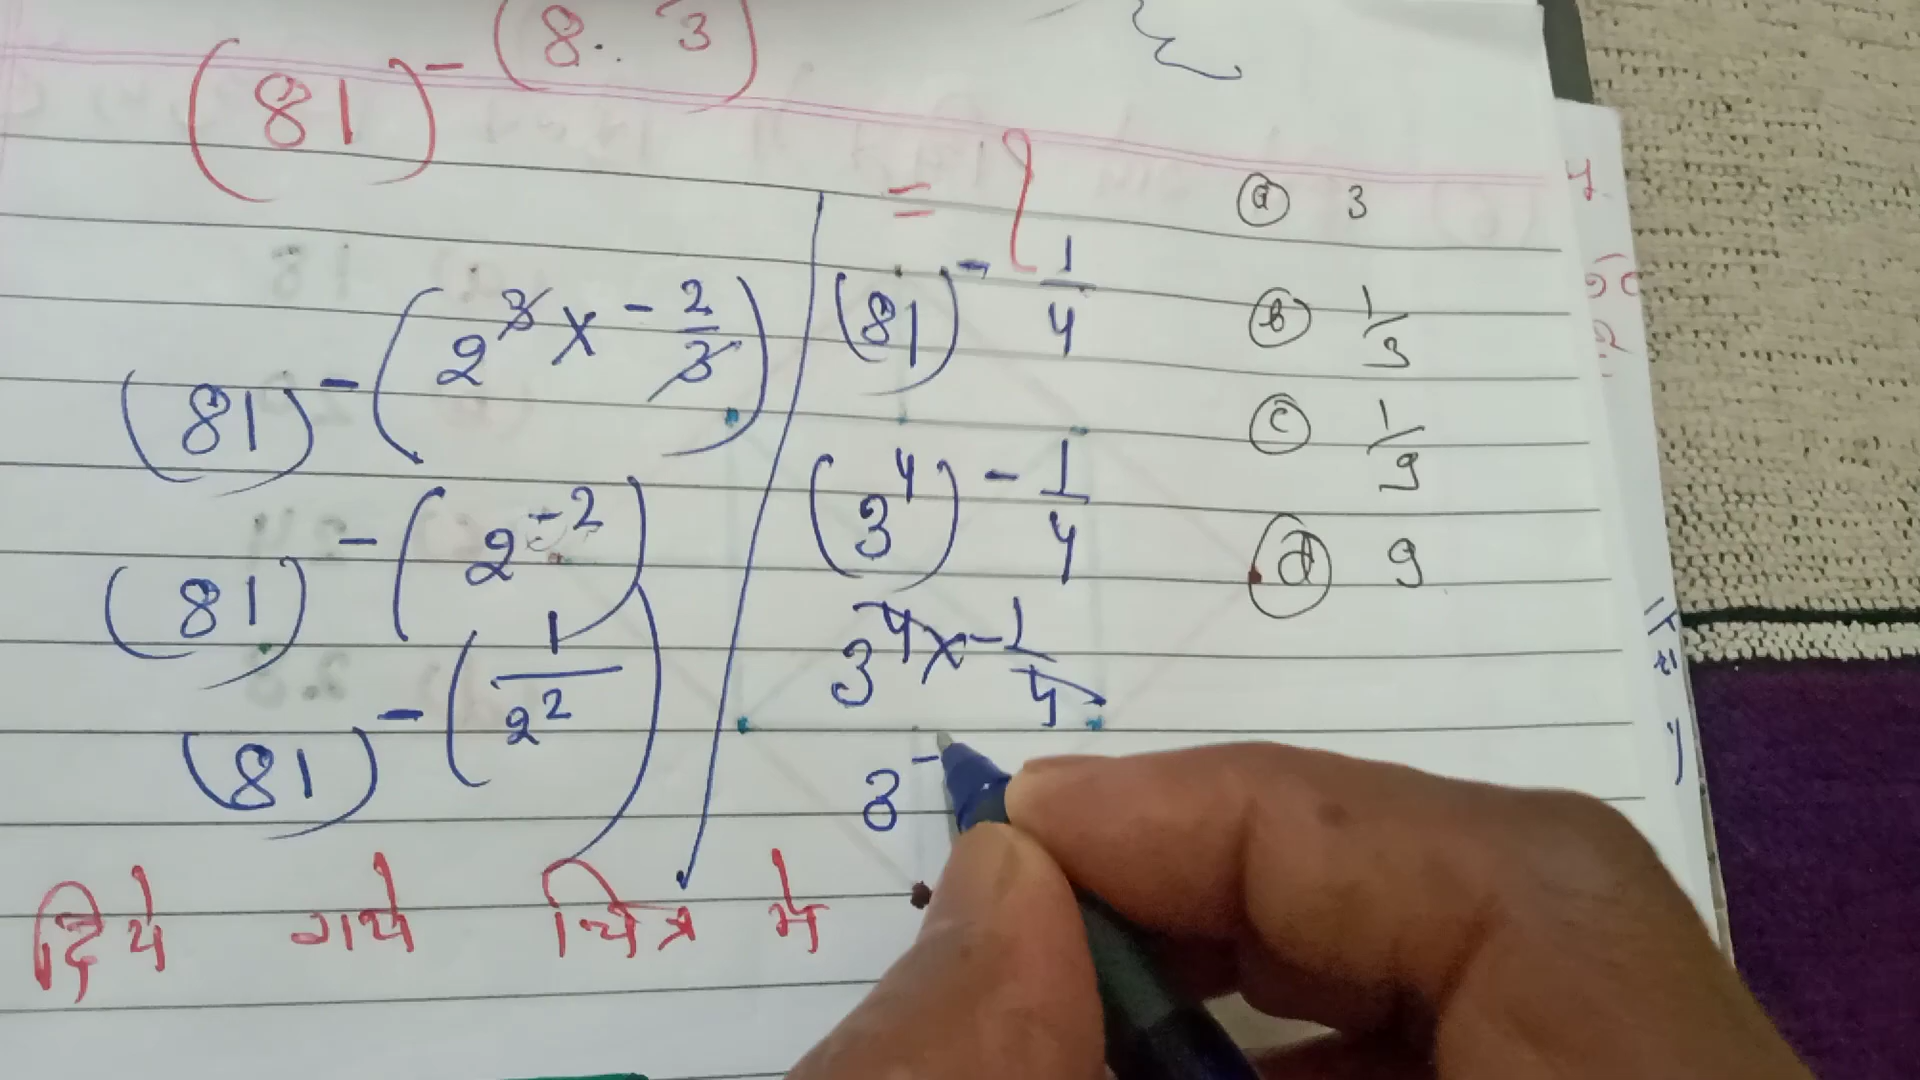 (81)^-(8. 3)
= ?
(81)^-(2^3 x -2/3)
(81)^-(2^-2)
(81)^-(1/2^2)
(81)^-1/4
(3^4)^-1/4
3^4 x -1/4
3^-
(a) 3
(b) 1/3
(c) 1/9
(d) 9
दिये गये चित्र मे